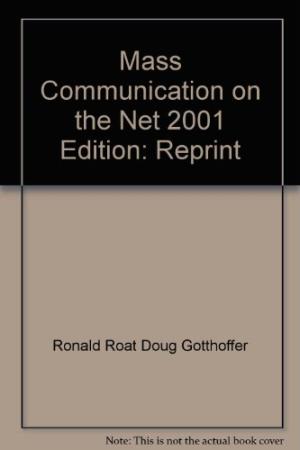 Mass
Communication on
the Net 2001
Edition: Reprint
Ronald Roat Doug Gotthoffer
Note: This is not the actual book cover